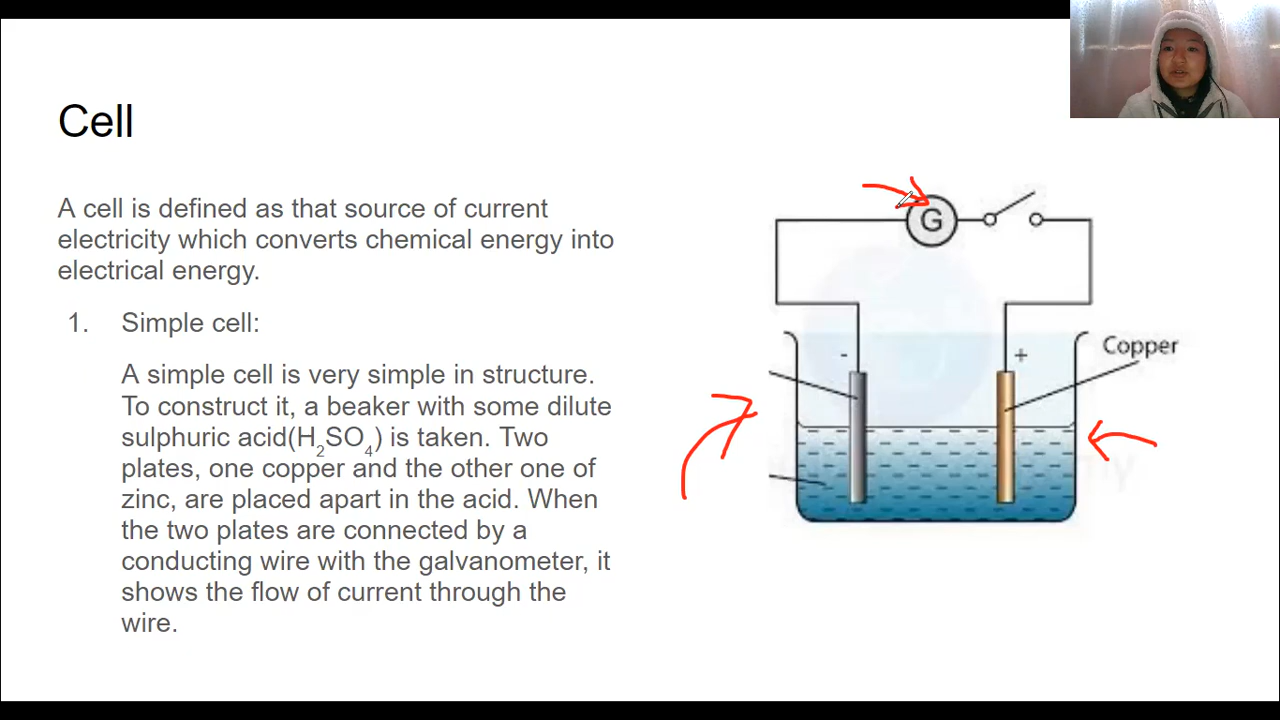 Cell
A cell is defined as that source of current
electricity which converts chemical energy into
electrical energy.
1. Simple cell:
A simple cell is very simple in structure.
To construct it, a beaker with some dilute
sulphuric acid(H₂SO₄) is taken. Two
plates, one copper and the other one of
zinc, are placed apart in the acid. When
the two plates are connected by a
conducting wire with the galvanometer, it
shows the flow of current through the
wire.
G
- +
Copper